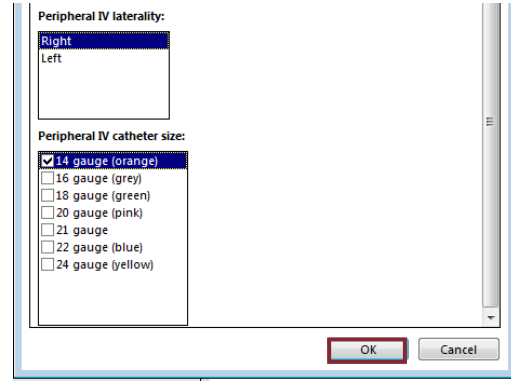 Peripheral IV laterality:
Right
Left
Peripheral IV catheter size:
14 gauge (orange)
16 gauge (grey)
18 gauge (green)
20 gauge (pink)
21 gauge
22 gauge (blue)
24 gauge (yellow)
OK Cancel